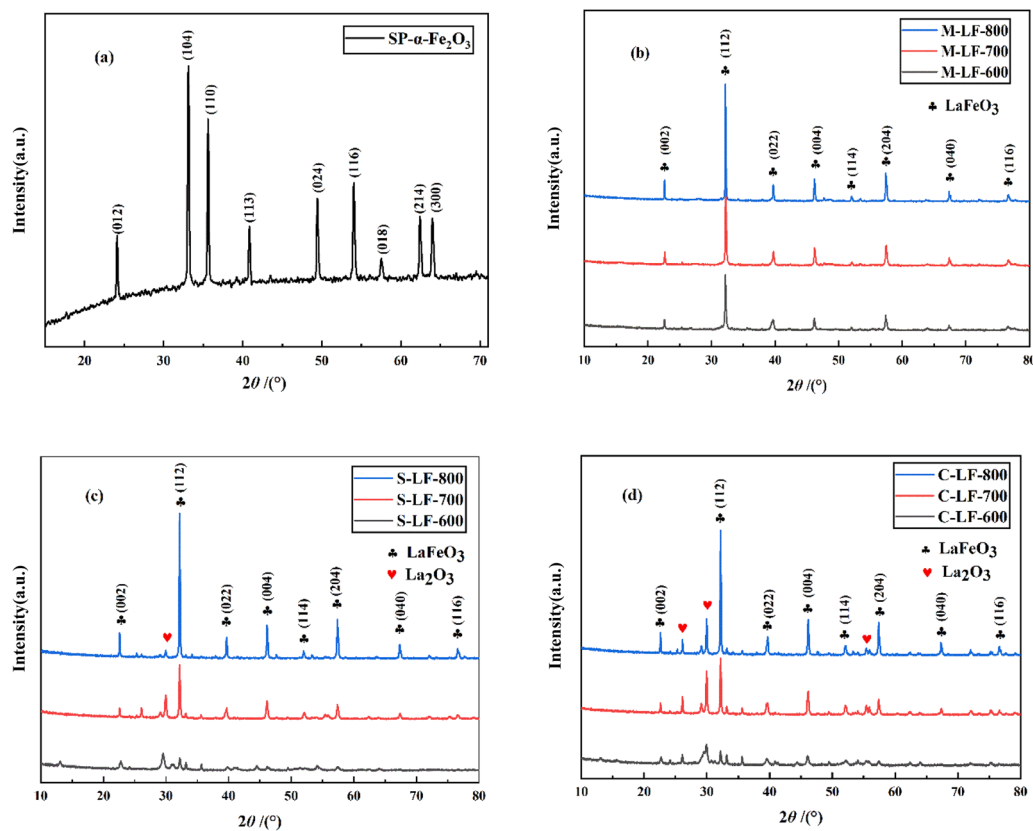 (a)
SP-α-Fe2O3
(012)
(104)
(110)
(113)
(024)
(116)
(018)
(214)
(300)
Intensity(a.u.)
20 30 40 50 60 70
2θ /(°)
(b)
M-LF-800
M-LF-700
M-LF-600
♣ LaFeO3
(002)
(112)
(022)
(004)
(114)
(204)
(040)
(116)
Intensity(a.u.)
10 20 30 40 50 60 70 80
2θ /(°)
(c)
S-LF-800
S-LF-700
S-LF-600
♣ LaFeO3
♥ La2O3
(002)
(112)
(022)
(004)
(114)
(204)
(040)
(116)
Intensity(a.u.)
10 20 30 40 50 60 70 80
2θ /(°)
(d)
C-LF-800
C-LF-700
C-LF-600
♣ LaFeO3
♥ La2O3
(002)
(112)
(022)
(004)
(114)
(204)
(040)
(116)
Intensity(a.u.)
10 20 30 40 50 60 70 80
2θ /(°)